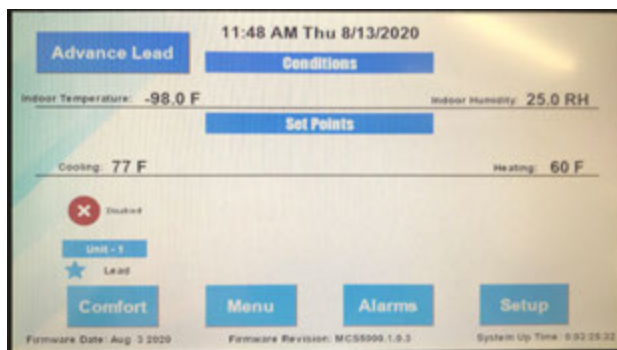 11:48 AM Thu 8/13/2020
Advance Lead
Conditions
Indoor Temperature: -98.0 F
Indoor Humidity: 25.0 RH
Set Points
Cooling: 77 F
Heating: 60 F
Disabled
Unit - 1
Lead
Comfort
Menu
Alarms
Setup
Firmware Date: Aug 3 2020
Firmware Revision: MCS6000.1.0.3
System Up Time: